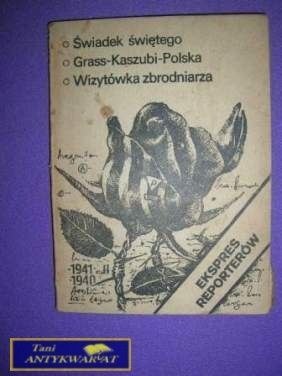 Świadek świętego
Grass-Kaszubi-Polska
Wizytówka zbrodniarza
A
1941
1940
EKSPRES
REPORTERÓW
Tani
ANTYKWARIAT